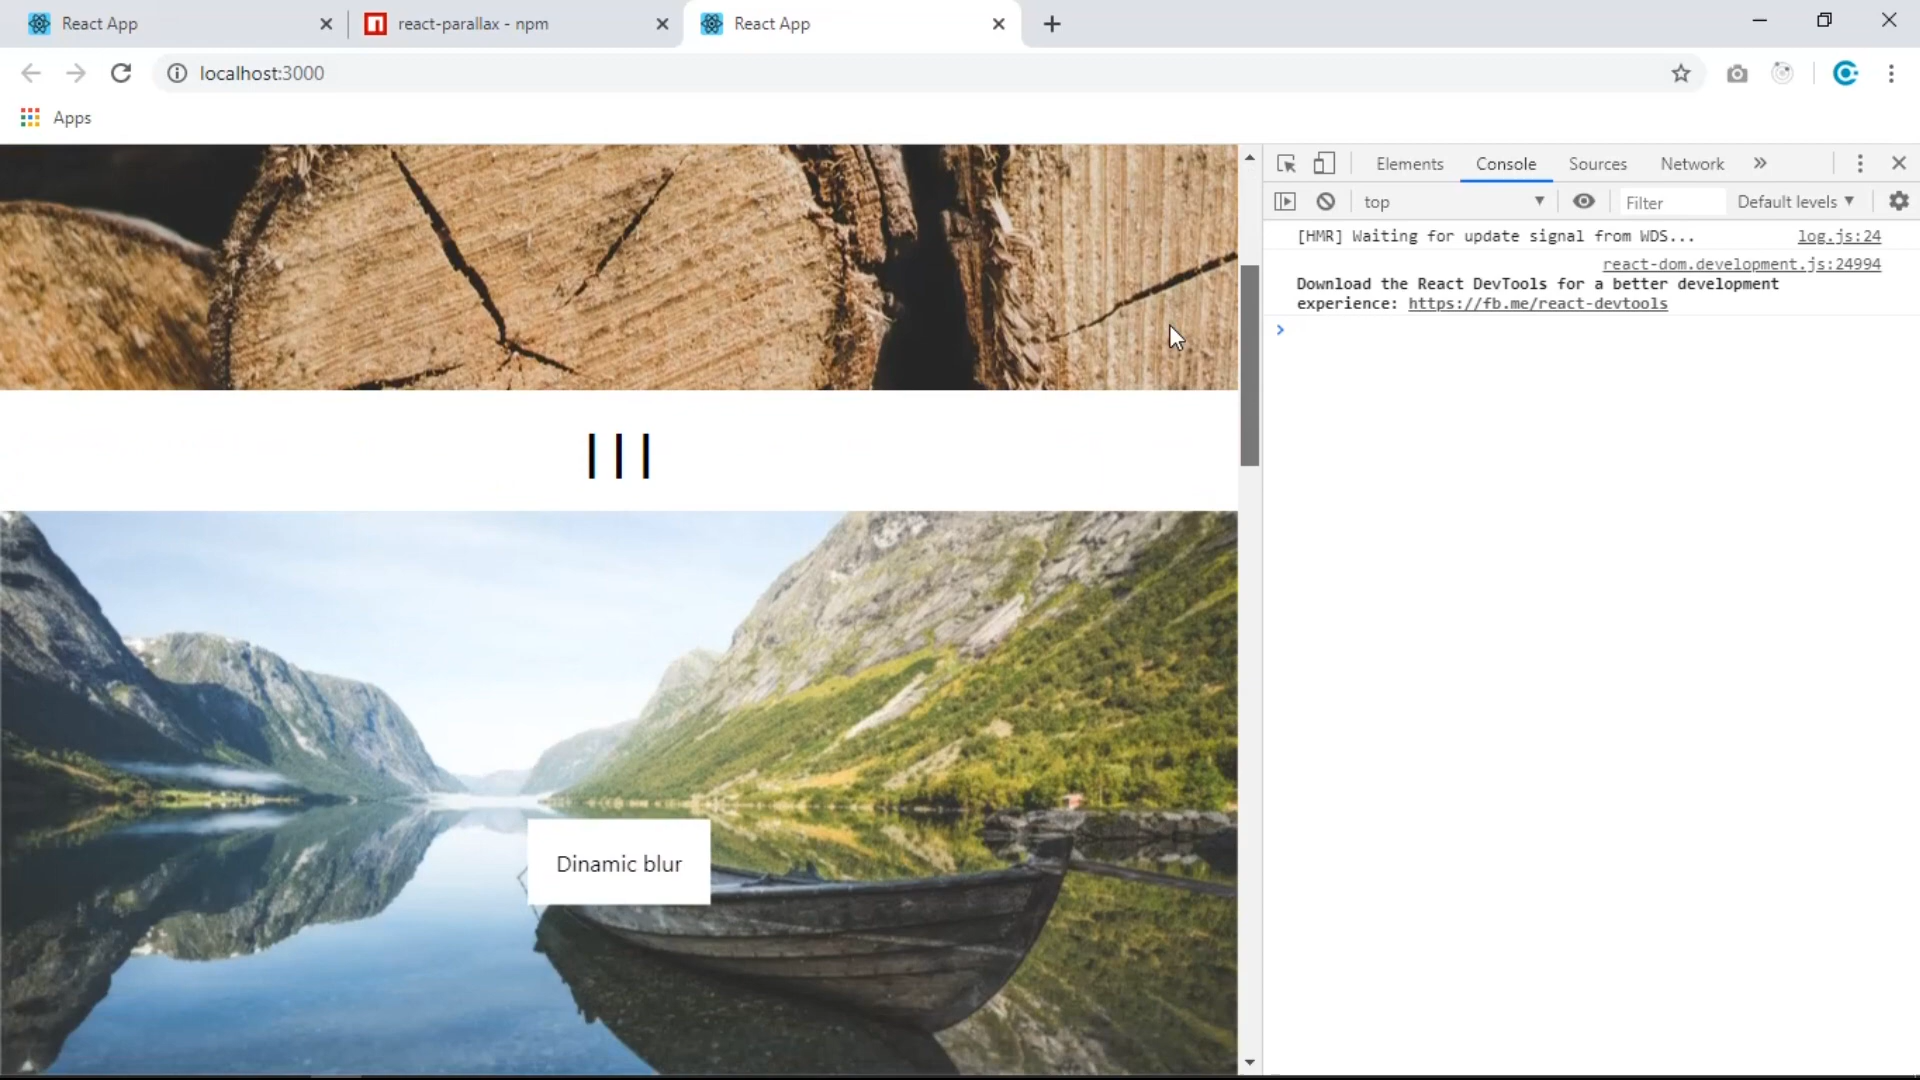 React App
react-parallax - npm
React App
localhost:3000
Apps
Elements
Console
Sources
Network
top
Filter
Default levels
[HMR] Waiting for update signal from WDS...
log.js:24
react-dom.development.js:24994
Download the React DevTools for a better development
experience: https://fb.me/react-devtools
| | |
Dinamic blur